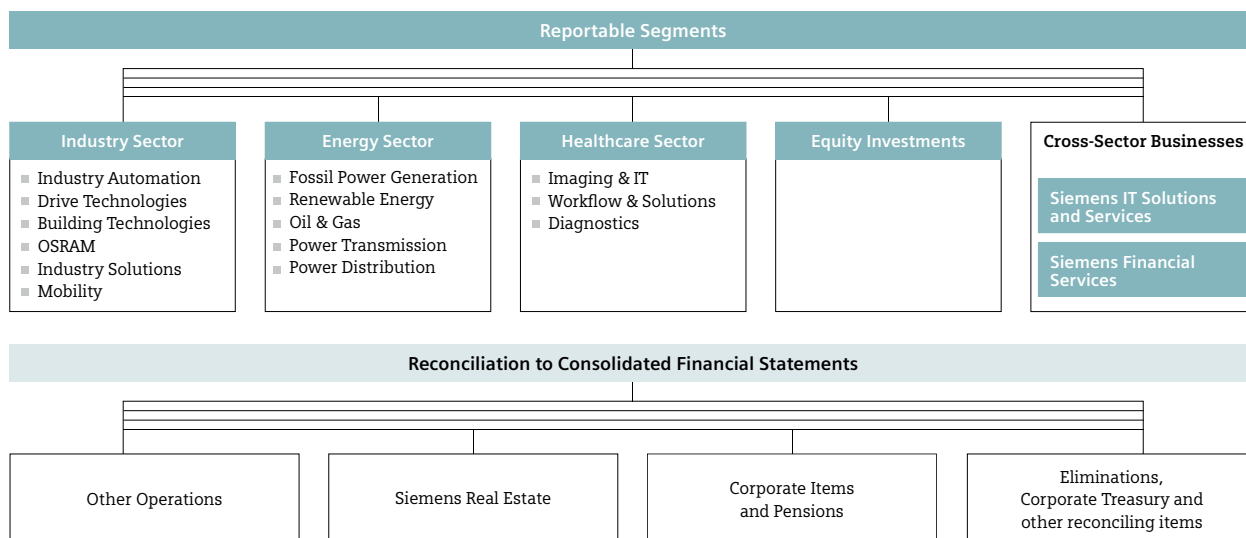 Reportable Segments
Industry Sector
Industry Automation
Drive Technologies
Building Technologies
OSRAM
Industry Solutions
Mobility
Energy Sector
Fossil Power Generation
Renewable Energy
Oil & Gas
Power Transmission
Power Distribution
Healthcare Sector
Imaging & IT
Workflow & Solutions
Diagnostics
Equity Investments
Cross-Sector Businesses
Siemens IT Solutions
and Services
Siemens Financial
Services
Reconciliation to Consolidated Financial Statements
Other Operations
Siemens Real Estate
Corporate Items
and Pensions
Eliminations,
Corporate Treasury and
other reconciling items